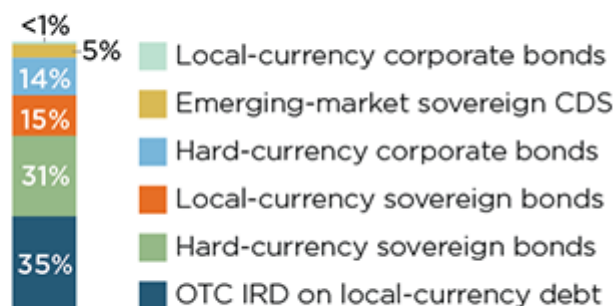 <1%
5%
14%
15%
31%
35%
Local-currency corporate bonds
Emerging-market sovereign CDS
Hard-currency corporate bonds
Local-currency sovereign bonds
Hard-currency sovereign bonds
OTC IRD on local-currency debt